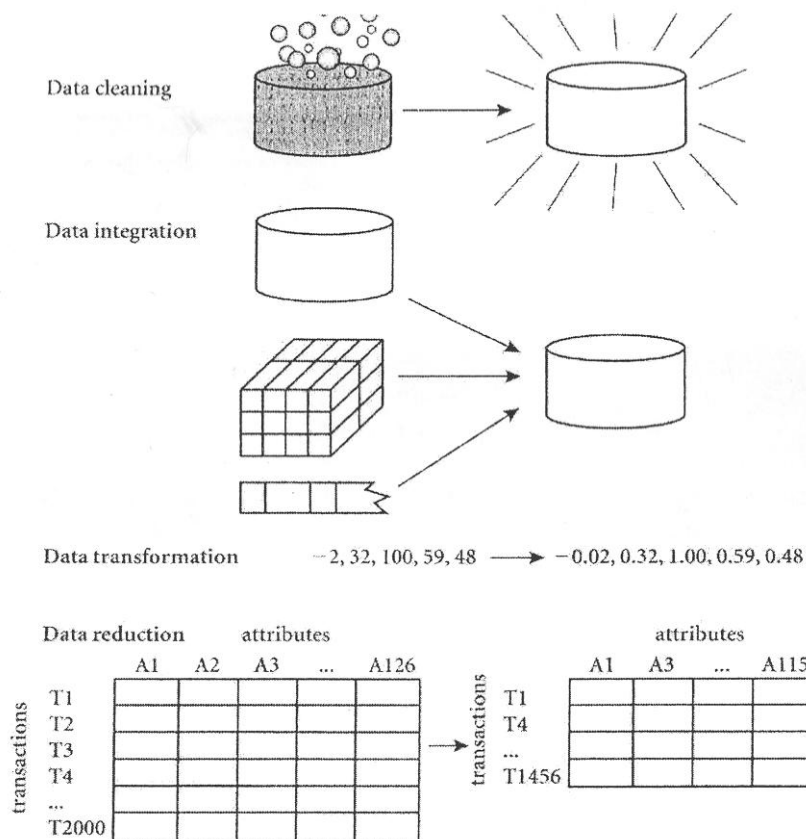 Data cleaning
Data integration
Data transformation −2, 32, 100, 59, 48 −0.02, 0.32, 1.00, 0.59, 0.48
Data reduction attributes
A1 A2 A3 ... A126
transactions
T1
T2
T3
T4
...
T2000
attributes
A1 A3 ... A115
transactions
T1
T4
...
T1456